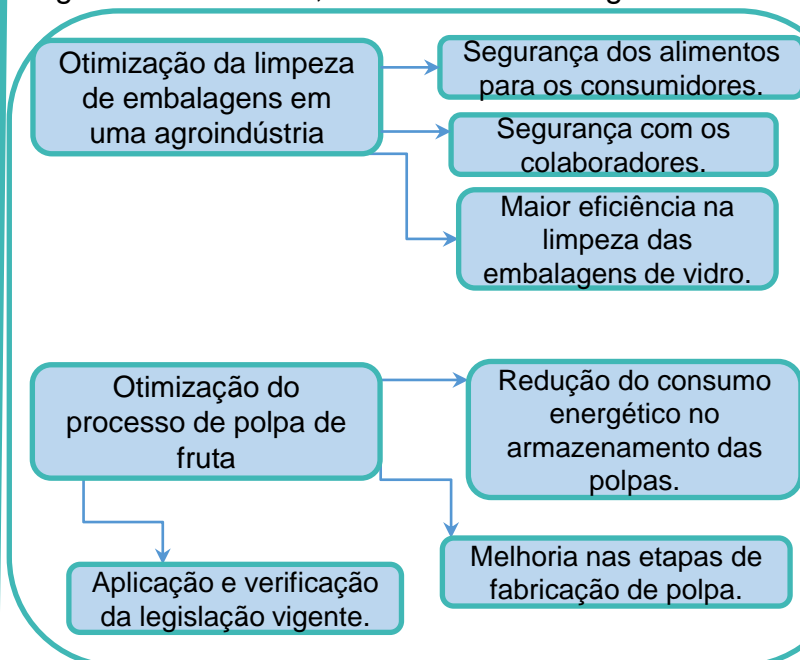 Otimização da limpeza
de embalagens em
uma agroindústria
Segurança dos alimentos
para os consumidores.
Segurança com os
colaboradores.
Maior eficiência na
limpeza das
embalagens de vidro.
Otimização do
processo de polpa de
fruta
Redução do consumo
energético no
armazenamento das
polpas.
Melhoria nas etapas de
fabricação de polpa.
Aplicação e verificação
da legislação vigente.